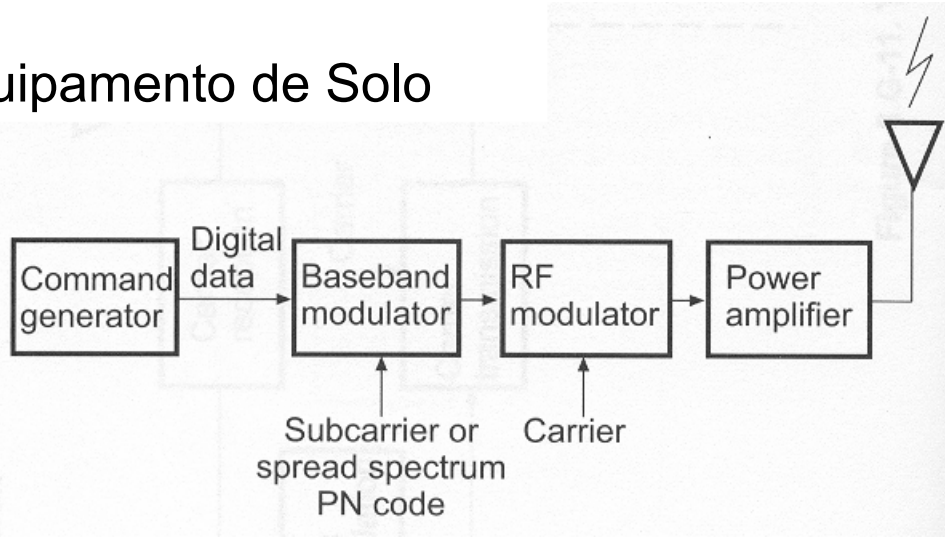 uipamento de Solo
Command
generator
Digital
data
Baseband
modulator
RF
modulator
Power
amplifier
Subcarrier or
spread spectrum
PN code
Carrier